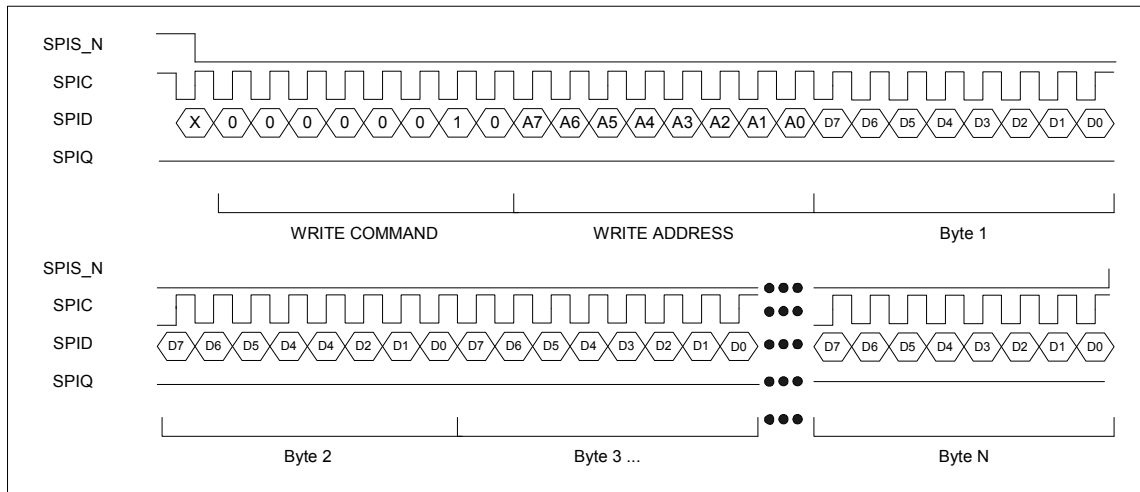 SPIS_N
SPIC
SPID X 0 0 0 0 0 0 1 0 A7 A6 A5 A4 A3 A2 A1 A0 D7 D6 D5 D4 D3 D2 D1 D0
SPIQ
WRITE COMMAND WRITE ADDRESS Byte 1
SPIS_N
SPIC
SPID D7 D6 D5 D4 D4 D2 D1 D0 D7 D6 D5 D4 D3 D2 D1 D0 D7 D6 D5 D4 D3 D2 D1 D0
SPIQ
Byte 2 Byte 3 ... Byte N